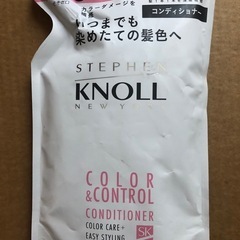 カラーダメージを
いつまでも
染めたての髪色へ
コンディショナー
STEPHEN
KNOLL
NEW Y
COLOR
&CONTROL
CONDITIONER
COLOR CARE+
EASY STYLING
SK